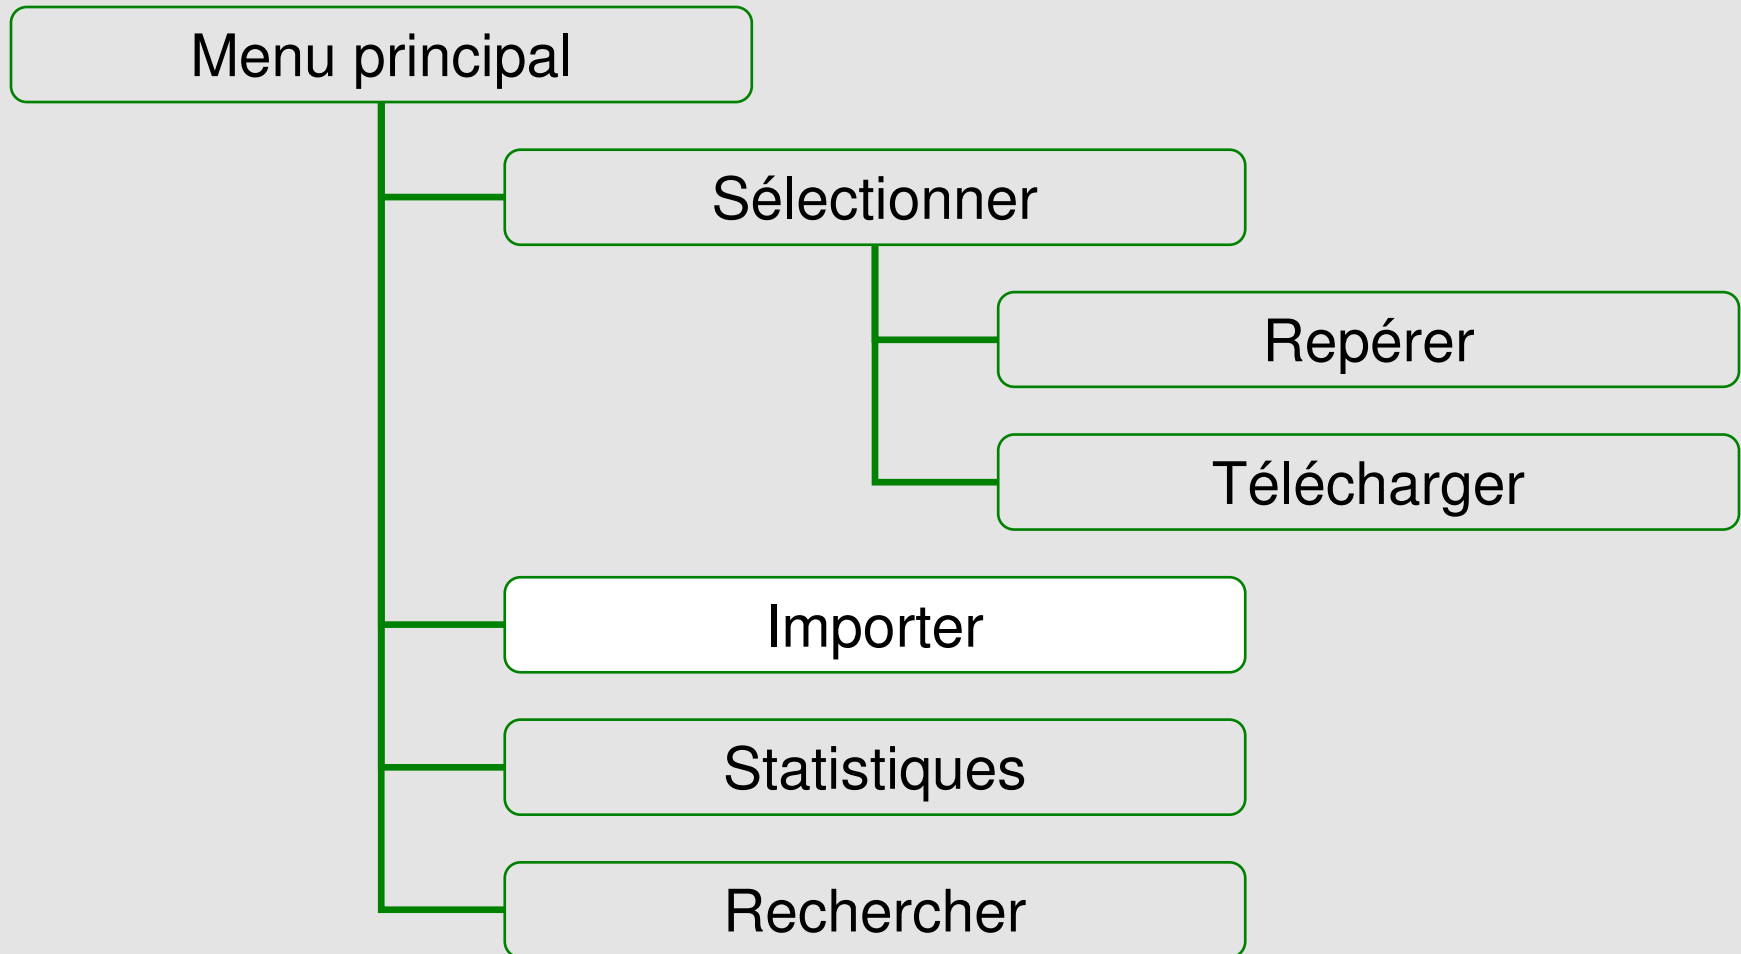 Menu principal
Sélectionner
Repérer
Télécharger
Importer
Statistiques
Rechercher